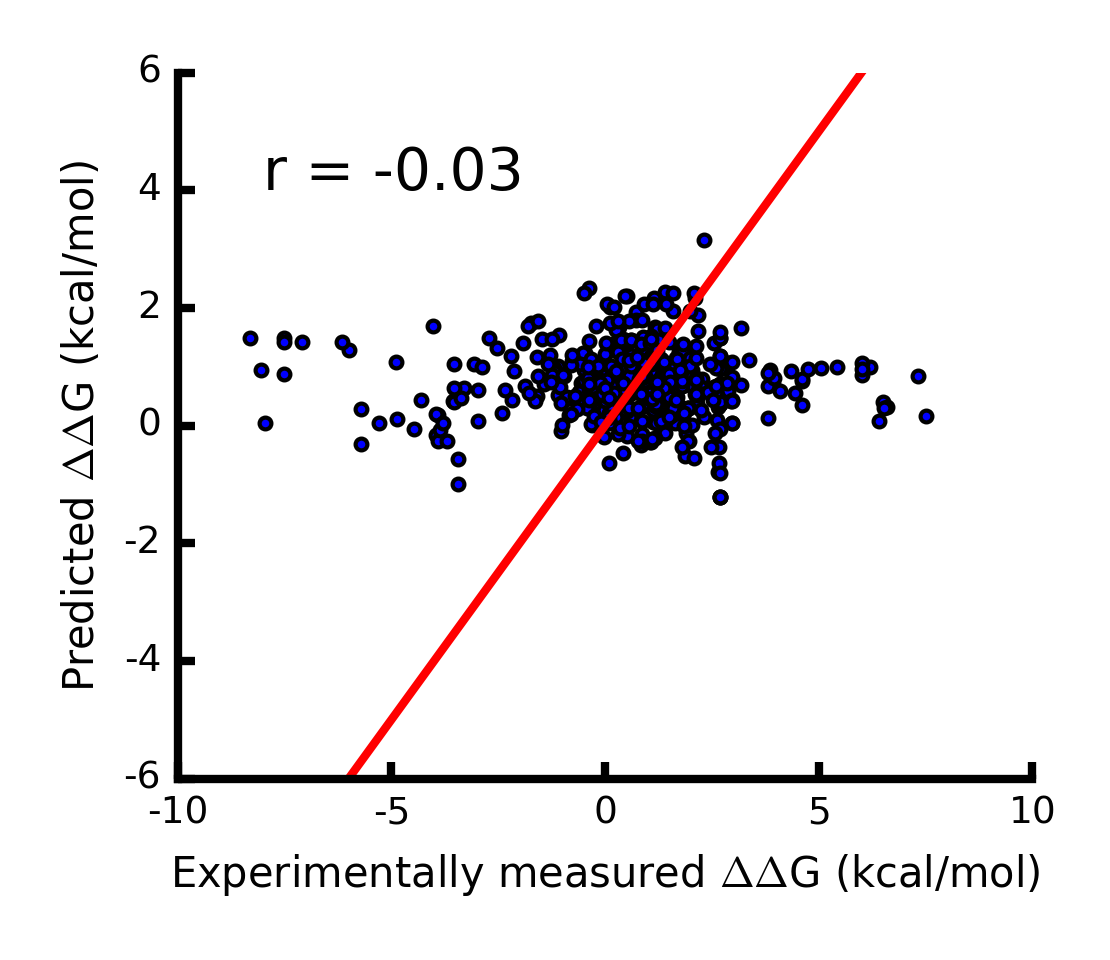 6
r = -0.03
4
2
0
-2
-4
-6
Predicted ΔΔG (kcal/mol)
-10 -5 0 5 10
Experimentally measured ΔΔG (kcal/mol)